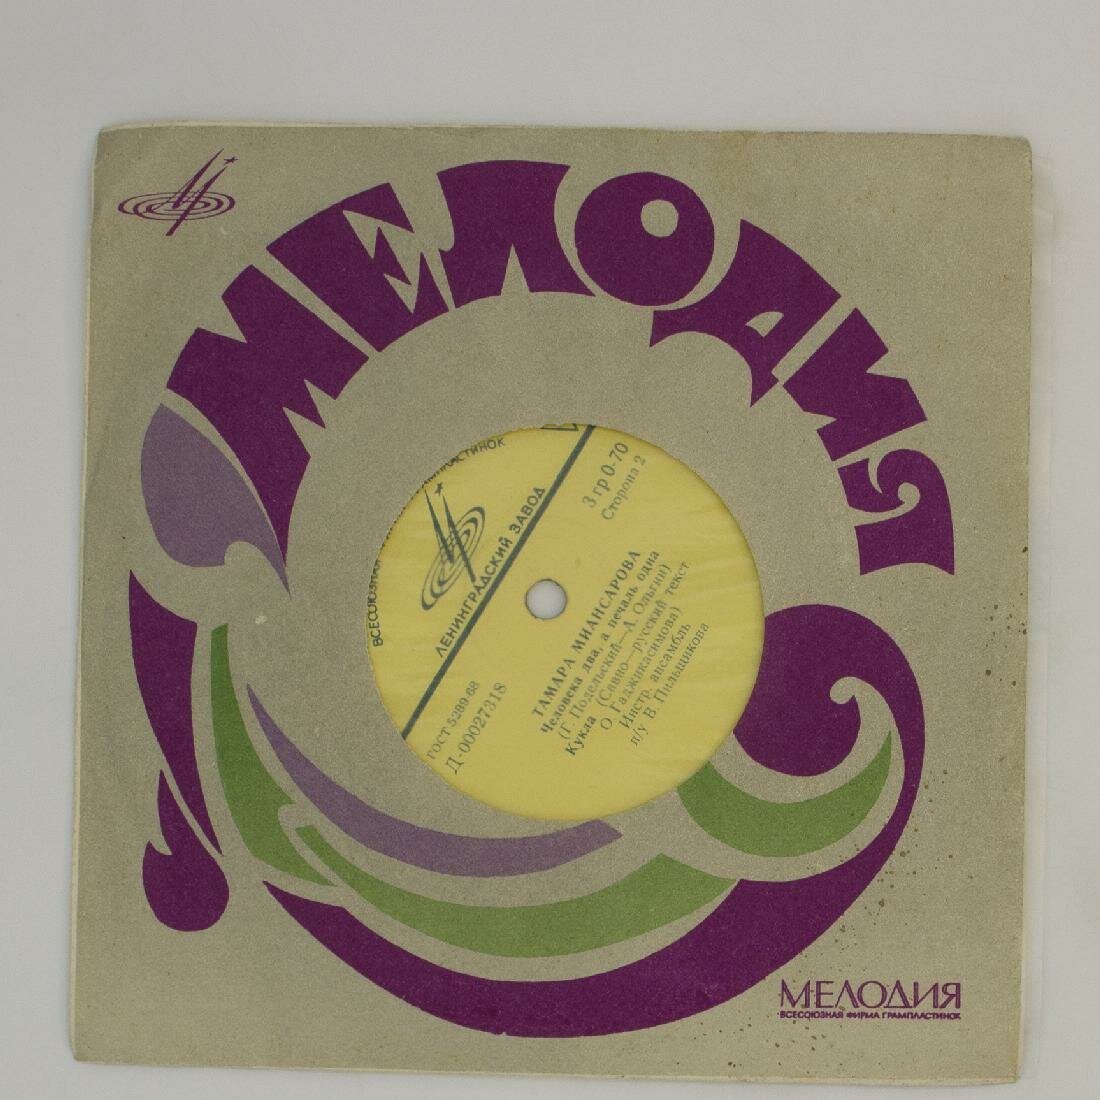 МЕЛОДИЯ
ВСЕСОЮЗНАЯ
ГРАМПЛАСТИНОК
ЛЕНИНГРАДСКИЙ ЗАВОД
3 гр 0-70
Сторона 2
ГОСТ 5289-68
Д-00027318
ТАМАРА МИАНСАРОВА
Человека два, а печаль одна
(Г. Подельский—А. Ольгин)
Кукла (Савно—русский текст
О Гаджикасимова)
Инстр. ансамбль
п/у В Пильщикова
МЕЛОДИЯ
ВСЕСОЮЗНАЯ ФИРМА ГРАМПЛАСТИНОК